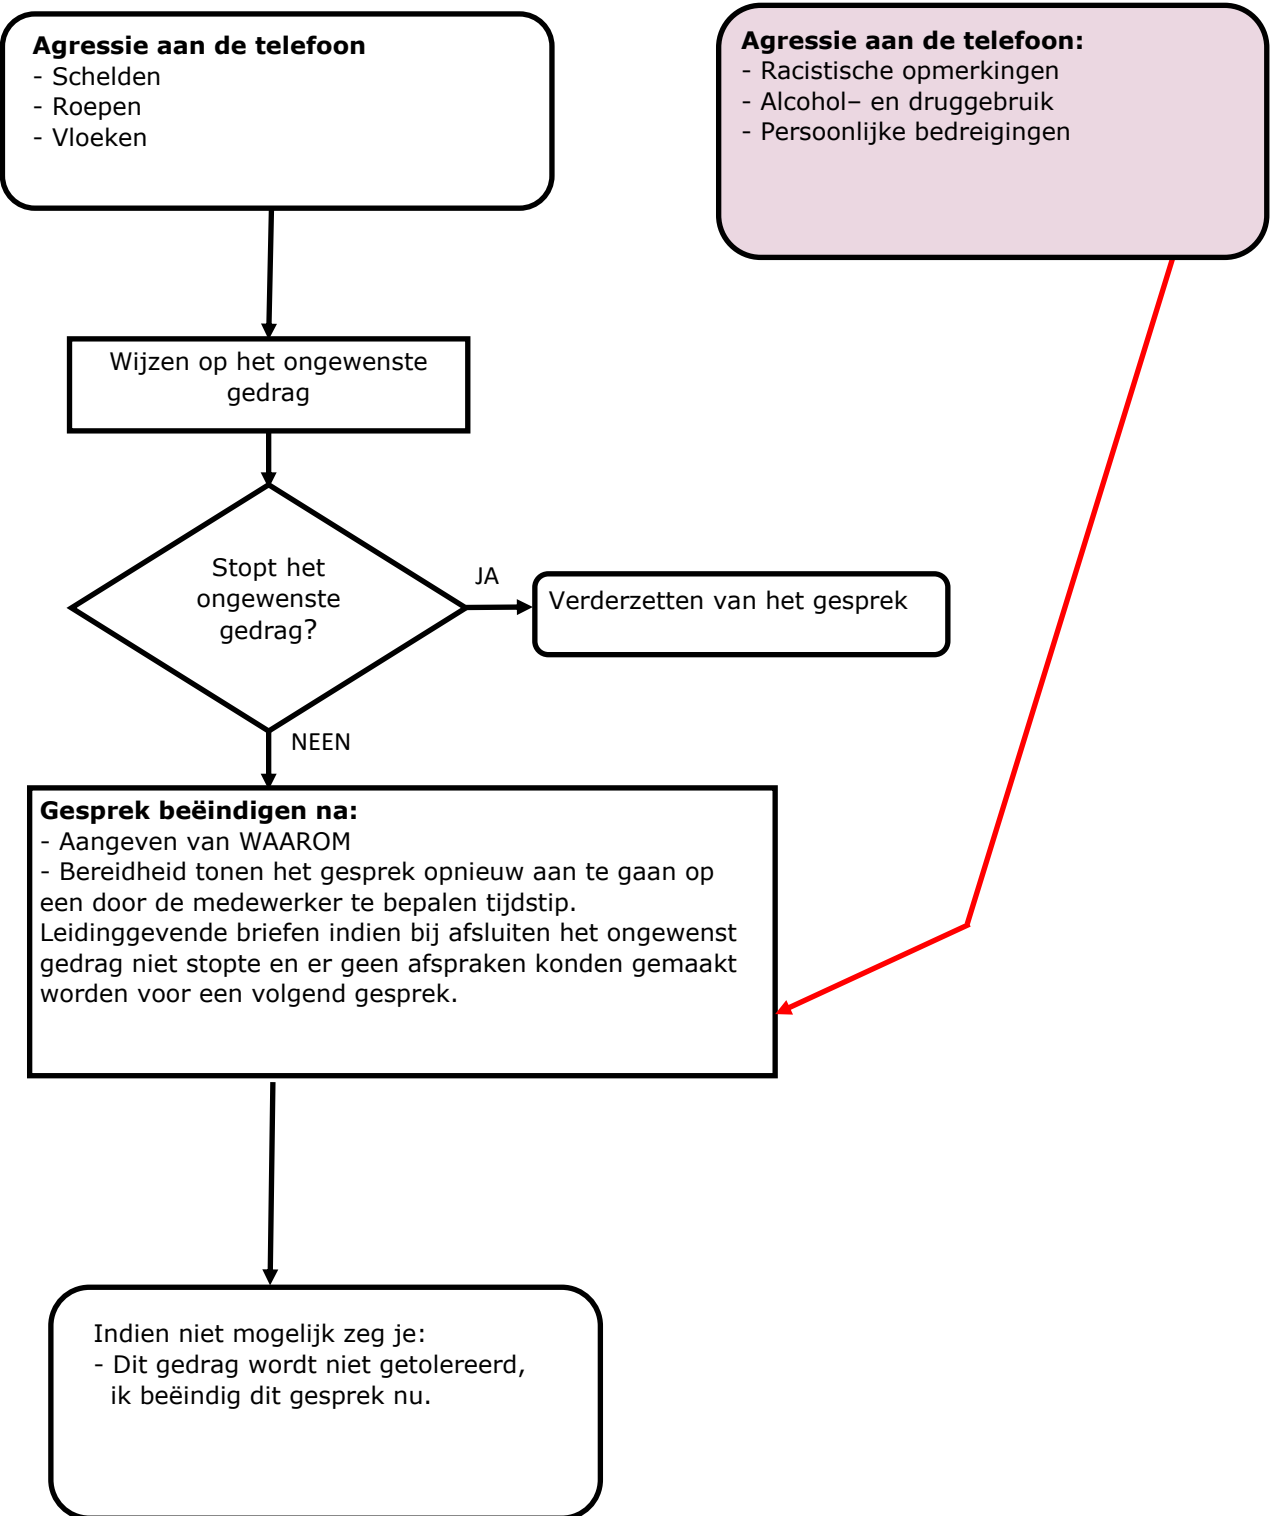 Agressie aan de telefoon
- Schelden
- Roepen
- Vloeken
Agressie aan de telefoon:
- Racistische opmerkingen
- Alcohol– en druggebruik
- Persoonlijke bedreigingen
Wijzen op het ongewenste
gedrag
Stopt het
ongewenste
gedrag?
JA
Verderzetten van het gesprek
NEEN
Gesprek beëindigen na:
- Aangeven van WAAROM
- Bereidheid tonen het gesprek opnieuw aan te gaan op
een door de medewerker te bepalen tijdstip.
Leidinggevende briefen indien bij afsluiten het ongewenst
gedrag niet stopte en er geen afspraken konden gemaakt
worden voor een volgend gesprek.
Indien niet mogelijk zeg je:
- Dit gedrag wordt niet getolereerd,
ik beëindig dit gesprek nu.